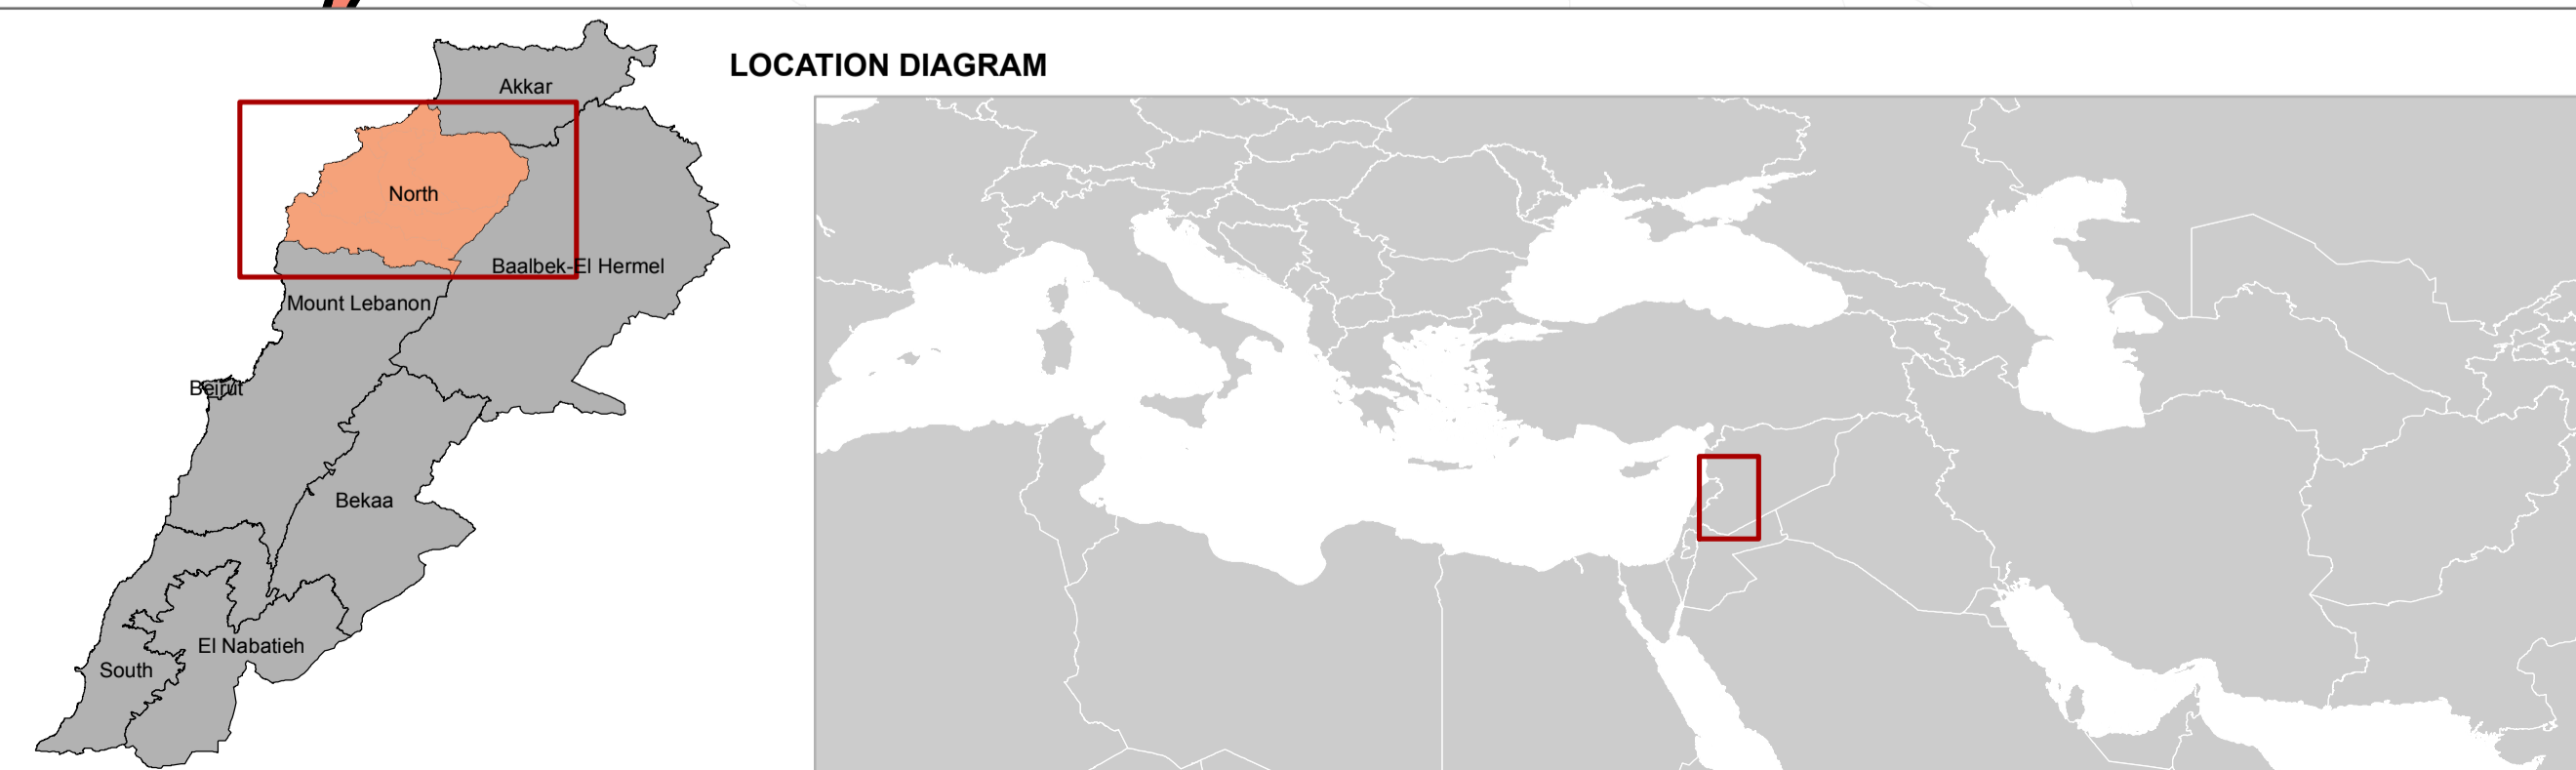 LOCATION DIAGRAM
Akkar
North
Baalbek-El Hermel
Mount Lebanon
Beirut
Bekaa
El Nabatieh
South